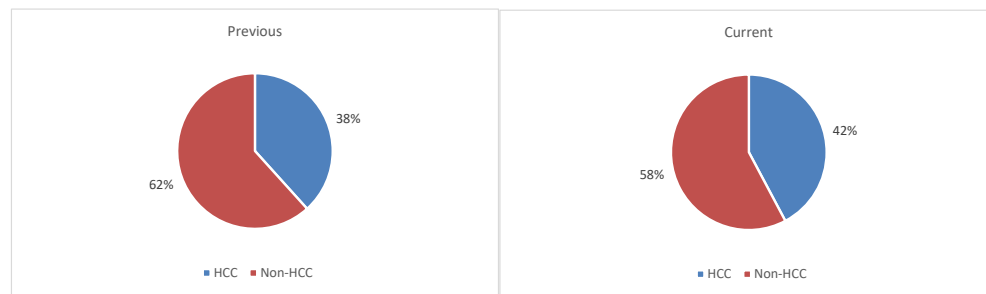 Previous
38%
62%
HCC Non-HCC
Current
42%
58%
HCC Non-HCC